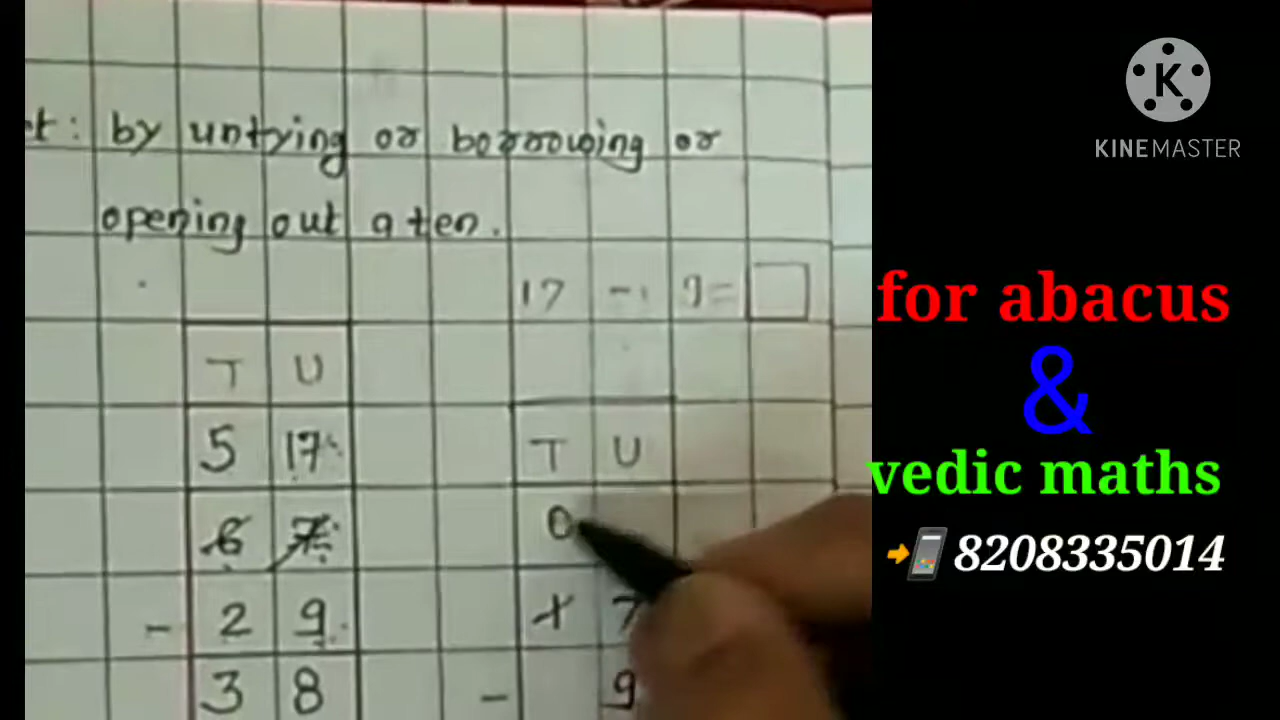 t: by untying or borrowing or
opening out a ten.
17 - 9 = 
T U
5 17
6 7
- 2 9
3 8
T U
0
1 7
- 9
K
KINEMASTER
for abacus
&
vedic maths
8208335014